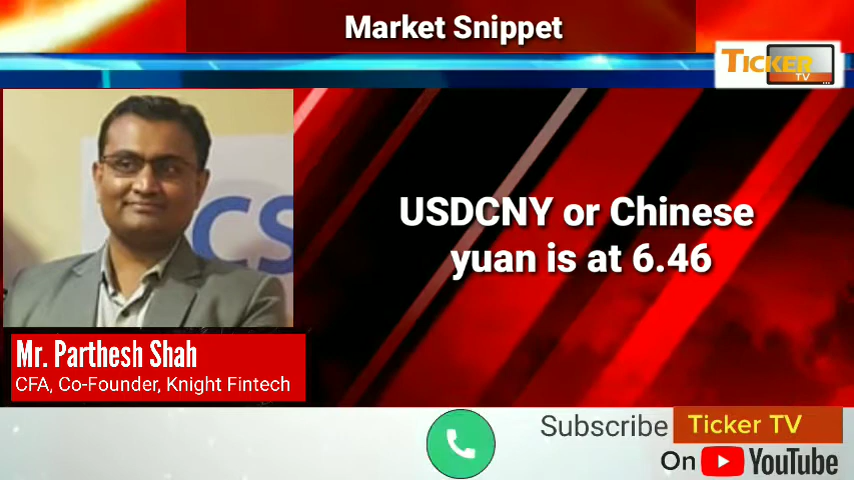 Market Snippet
TICKER
TV
CS
USDCNY or Chinese
yuan is at 6.46
Mr. Parthesh Shah
CFA, Co-Founder, Knight Fintech
Subscribe Ticker TV
On YouTube